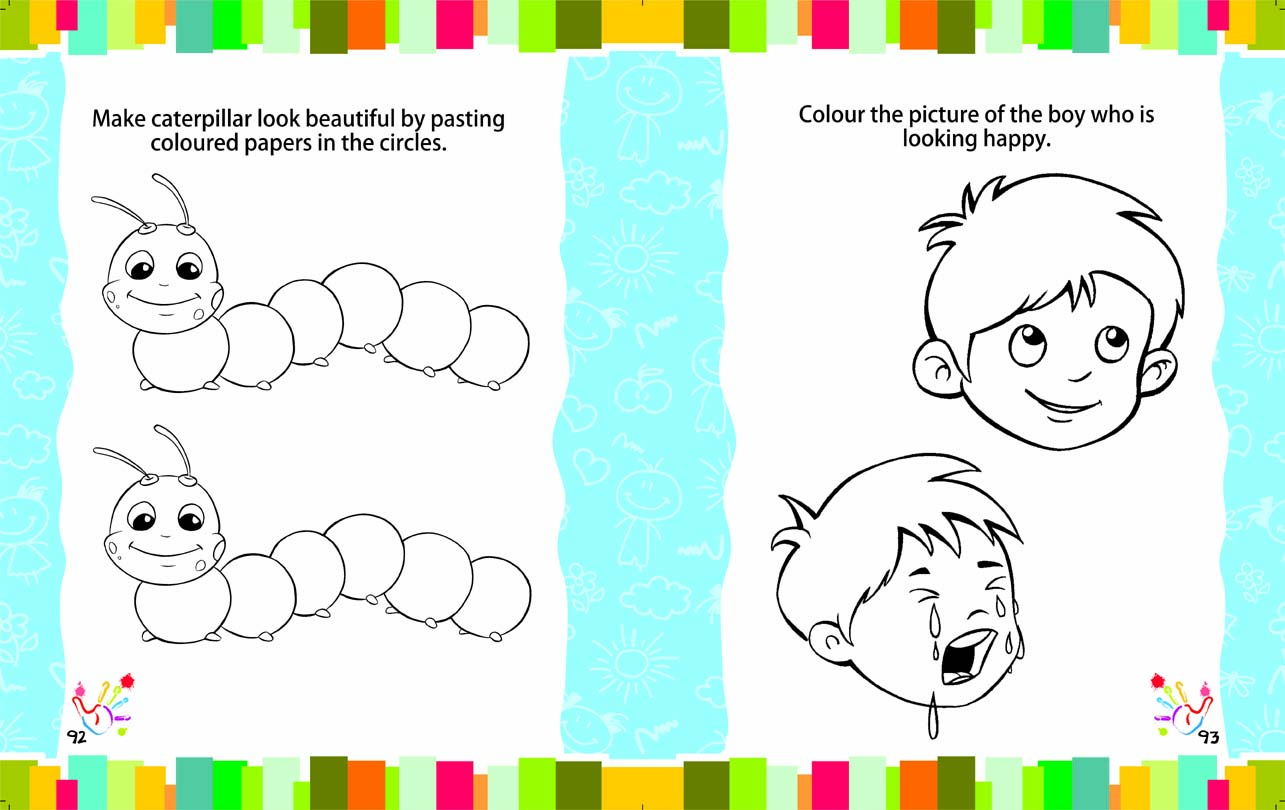 Make caterpillar look beautiful by pasting
coloured papers in the circles.
92
Colour the picture of the boy who is
looking happy.
93